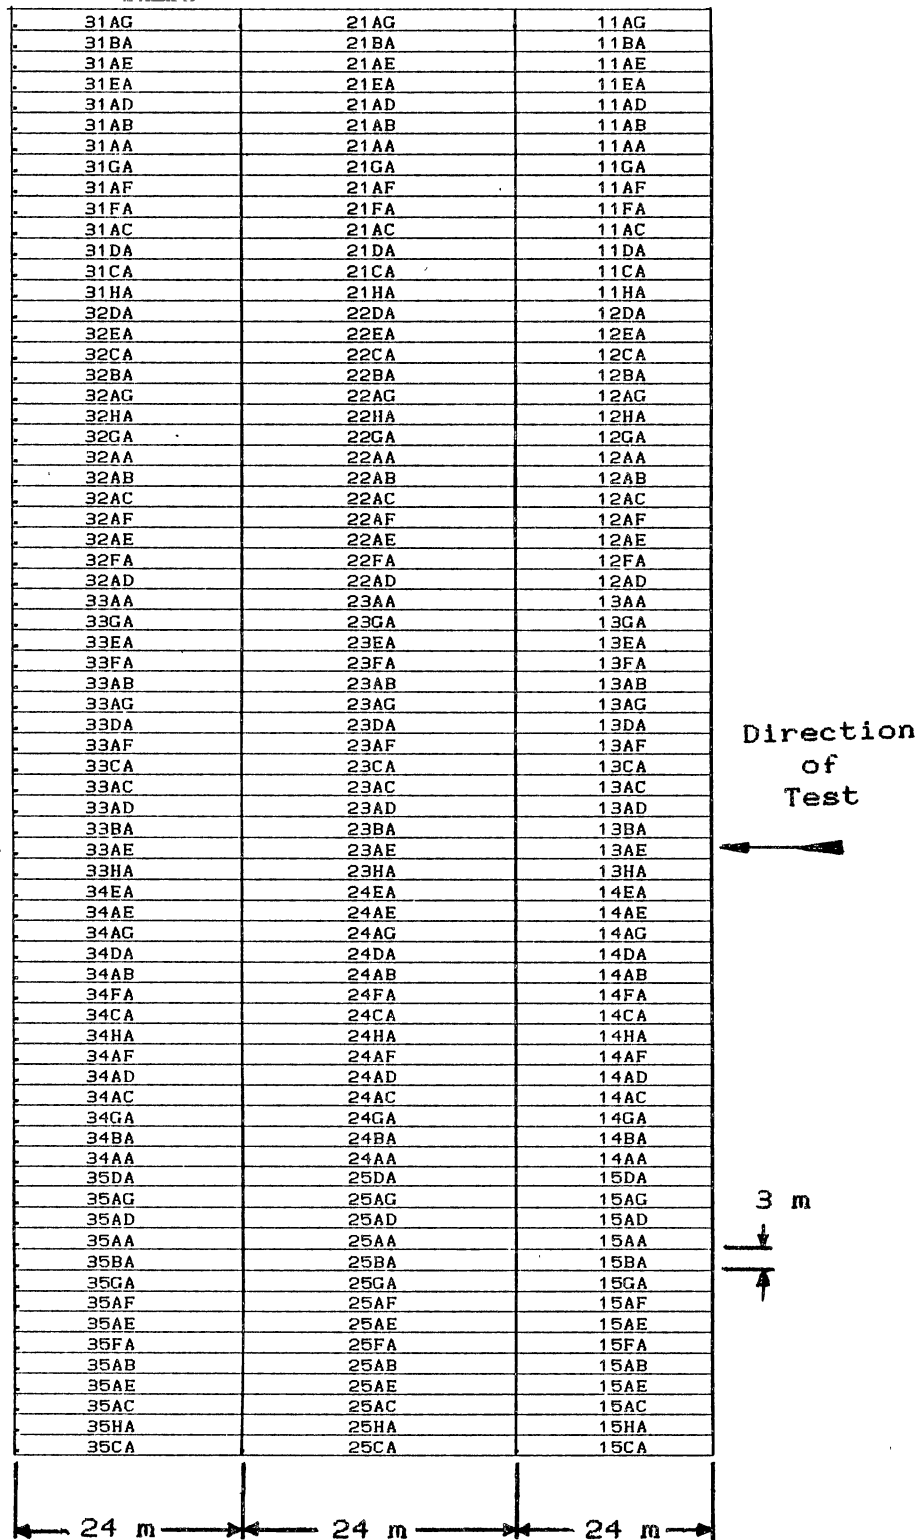 31AG 21AG 11AG
31BA 21BA 11BA
31AE 21AE 11AE
31EA 21EA 11EA
31AD 21AD 11AD
31AB 21AB 11AB
31AA 21AA 11AA
31GA 21GA 11GA
31AF 21AF 11AF
31FA 21FA 11FA
31AC 21AC 11AC
31DA 21DA 11DA
31CA 21CA 11CA
31HA 21HA 11HA
32DA 22DA 12DA
32EA 22EA 12EA
32CA 22CA 12CA
32BA 22BA 12BA
32AG 22AG 12AG
32HA 22HA 12HA
32GA 22GA 12GA
32AA 22AA 12AA
32AB 22AB 12AB
32AC 22AC 12AC
32AF 22AF 12AF
32AE 22AE 12AE
32FA 22FA 12FA
32AD 22AD 12AD
33AA 23AA 13AA
33GA 23GA 13GA
33EA 23EA 13EA
33FA 23FA 13FA
33AB 23AB 13AB
33AG 23AG 13AG
33DA 23DA 13DA
33AF 23AF 13AF
33CA 23CA 13CA
33AC 23AC 13AC
33AD 23AD 13AD
33BA 23BA 13BA
33AE 23AE 13AE
33HA 23HA 13HA
34EA 24EA 14EA
34AE 24AE 14AE
34AG 24AG 14AG
34DA 24DA 14DA
34AB 24AB 14AB
34FA 24FA 14FA
34CA 24CA 14CA
34HA 24HA 14HA
34AF 24AF 14AF
34AD 24AD 14AD
34AC 24AC 14AC
34GA 24GA 14GA
34BA 24BA 14BA
34AA 24AA 14AA
35DA 25DA 15DA
35AG 25AG 15AG
35AD 25AD 15AD
35AA 25AA 15AA
35BA 25BA 15BA
35GA 25GA 15GA
35AF 25AF 15AF
35AE 25AE 15AE
35FA 25FA 15FA
35AB 25AB 15AB
35AE 25AE 15AE
35AC 25AC 15AC
35HA 25HA 15HA
35CA 25CA 15CA
Direction
of
Test
3 m
24 m 24 m 24 m